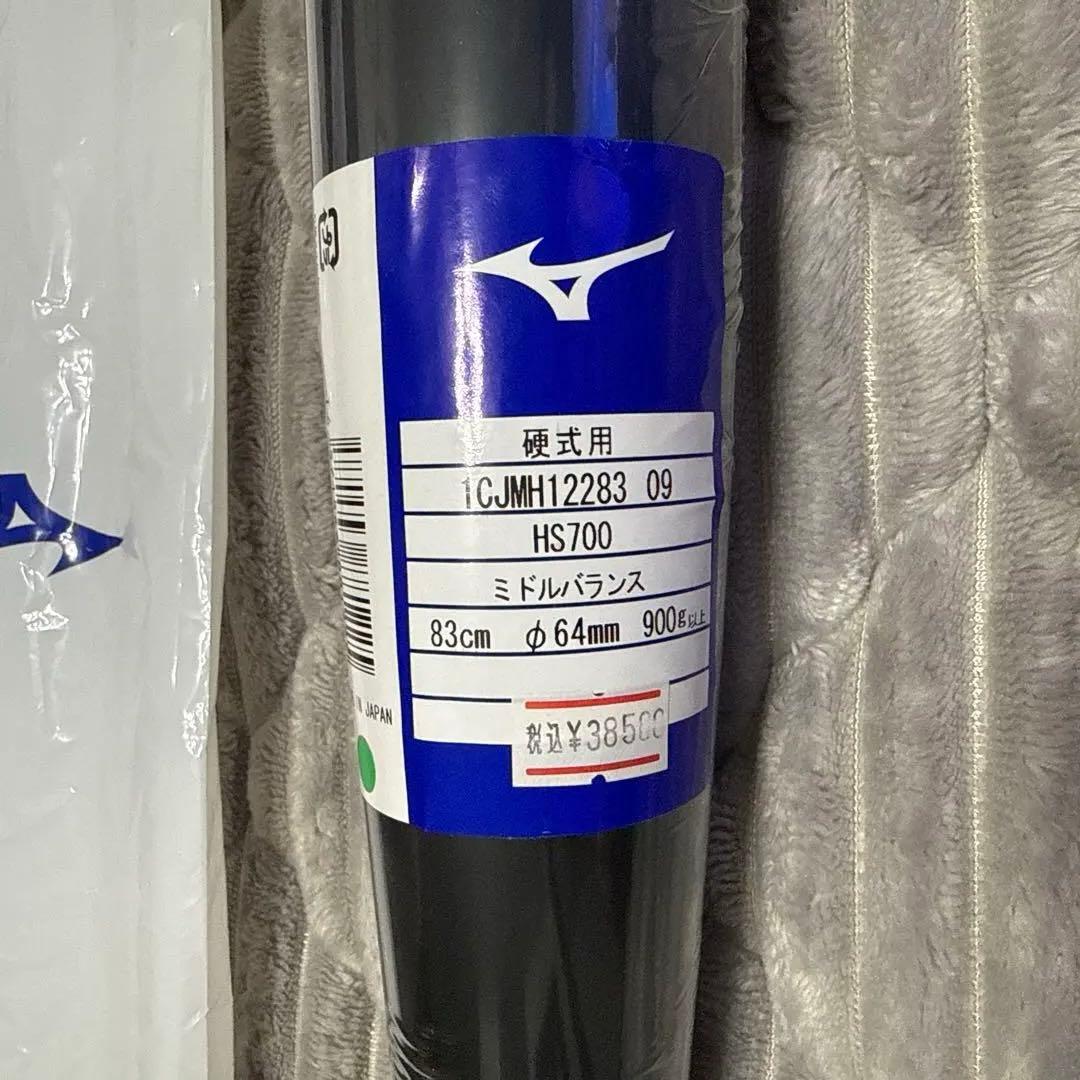 硬式用
1CJMH12283 09
HS700
ミドルバランス
83cm φ64mm 900g以上
税込¥38500
JAPAN